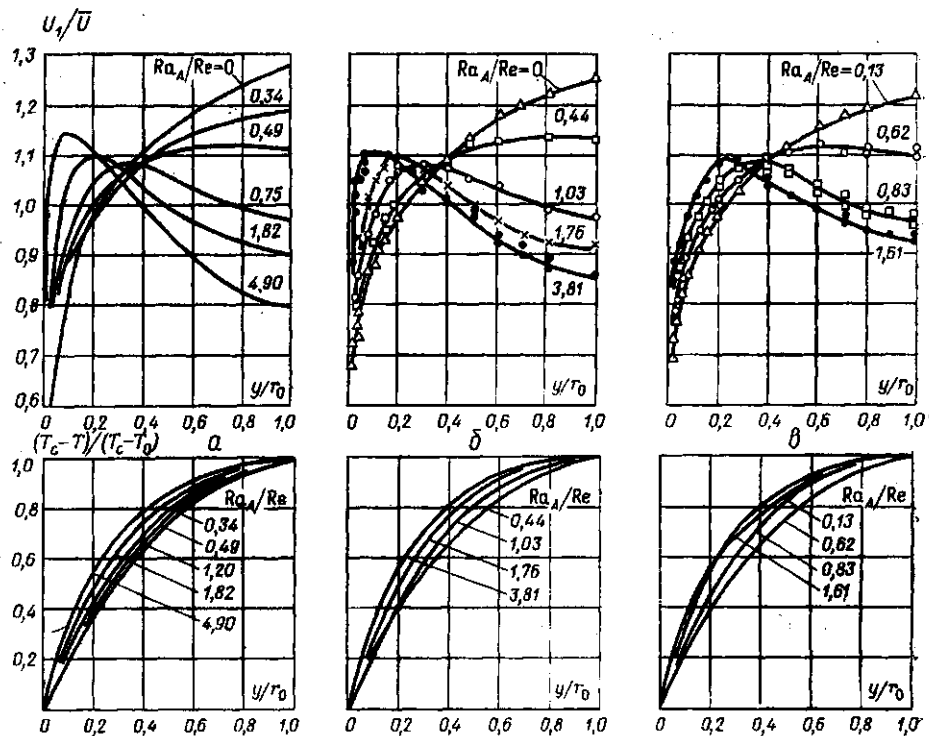 U₁/Ū
1,3
1,2
1,1
1,0
0,9
0,8
0,7
0,6
Ra_A/Re=0
0,34
0,49
0,75
1,82
4,90
y/r₀
0 0,2 0,4 0,6 0,8 1,0
Ra_A/Re=0
0,44
1,03
1,76
3,81
y/r₀
0 0,2 0,4 0,6 0,8 1,0
Ra_A/Re=0,13
0,62
0,83
1,61
y/r₀
0 0,2 0,4 0,6 0,8 1,0
(T_c-T)/(T_c-T₀) а б в
1,0
0,8
0,6
0,4
0,2
Ra_A/Re
0,34
0,49
1,20
1,82
4,90
y/r₀
0 0,2 0,4 0,6 0,8 1,0
Ra_A/Re
0,44
1,03
1,76
3,81
y/r₀
0 0,2 0,4 0,6 0,8 1,0
Ra_A/Re
0,13
0,62
0,83
1,61
y/r₀
0 0,2 0,4 0,6 0,8 1,0